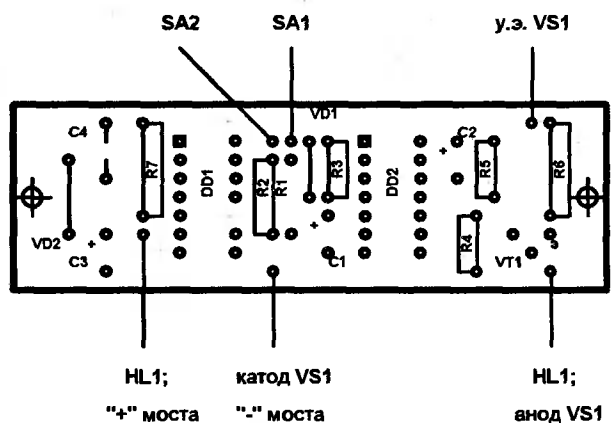 SA2 SA1 у.э. VS1
VD1
C4 C2
R7 DD1 R2 R1 R3 DD2 R5 R6
VD2 C3 C1 R4 VT1 s
+ + +
HL1; катод VS1 HL1;
"+" моста "-" моста анод VS1